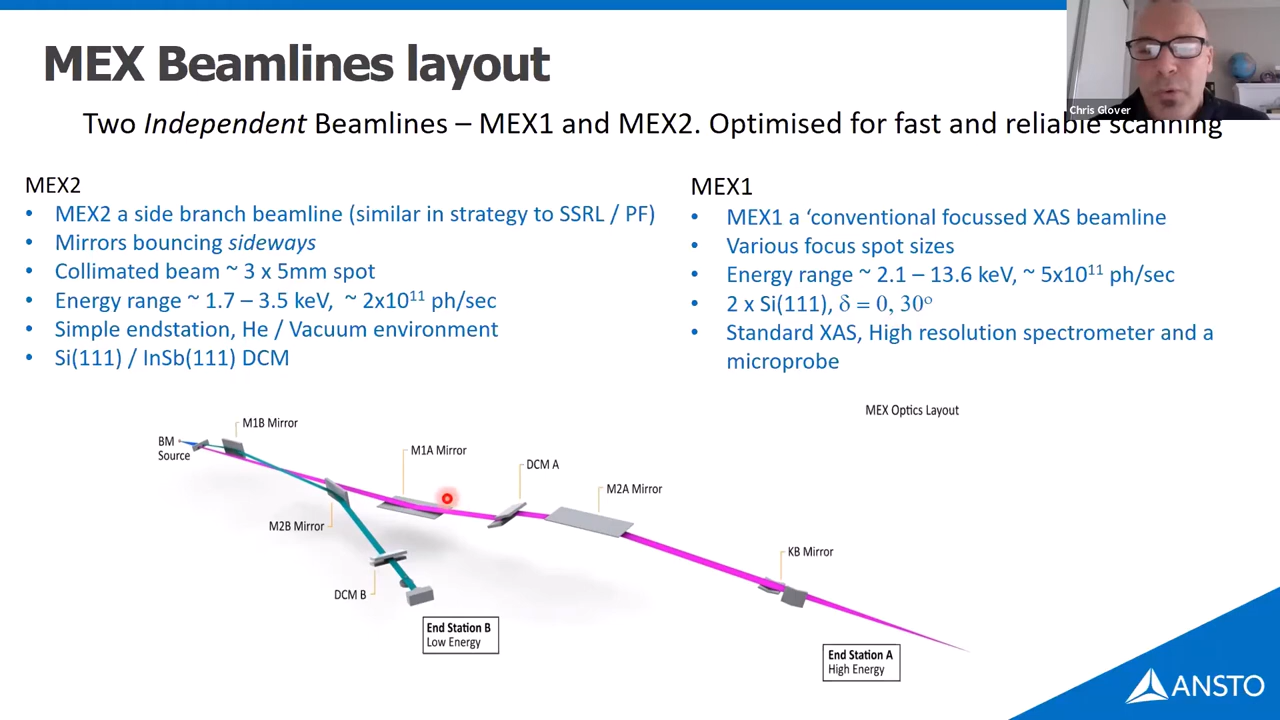 MEX Beamlines layout
Chris Glover
Two Independent Beamlines – MEX1 and MEX2. Optimised for fast and reliable scanning
MEX2
• MEX2 a side branch beamline (similar in strategy to SSRL / PF)
• Mirrors bouncing sideways
• Collimated beam ~ 3 x 5mm spot
• Energy range ~ 1.7 – 3.5 keV, ~ 2x10¹¹ ph/sec
• Simple endstation, He / Vacuum environment
• Si(111) / InSb(111) DCM
MEX1
• MEX1 a ‘conventional focussed XAS beamline
• Various focus spot sizes
• Energy range ~ 2.1 – 13.6 keV, ~ 5x10¹¹ ph/sec
• 2 x Si(111), δ = 0, 30°
• Standard XAS, High resolution spectrometer and a
microprobe
MEX Optics Layout
BM
Source
M1B Mirror
M1A Mirror
DCM A
M2A Mirror
M2B Mirror
KB Mirror
DCM B
End Station B
Low Energy
End Station A
High Energy
ANSTO